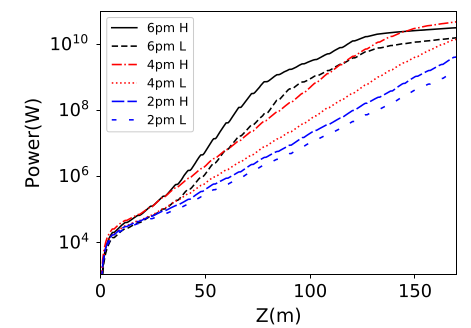 6pm H
6pm L
4pm H
4pm L
2pm H
2pm L
Power(W)
10^10
10^8
10^6
10^4
0 50 100 150
Z(m)